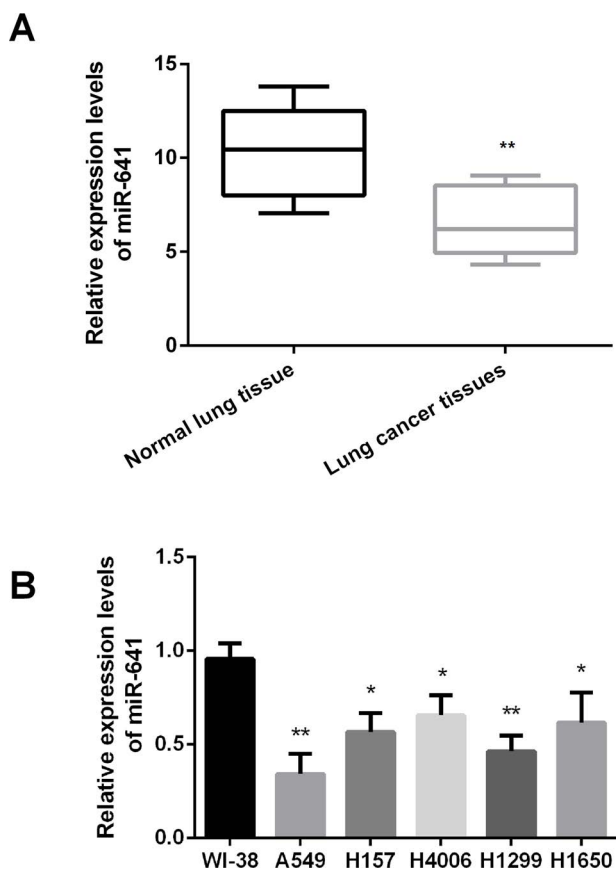 A
Relative expression levels
of miR-641
15
10
5
0
**
Normal lung tissue
Lung cancer tissues
B
Relative expression levels
of miR-641
1.5
1.0
0.5
0.0
**
*
*
**
*
WI-38 A549 H157 H4006 H1299 H1650